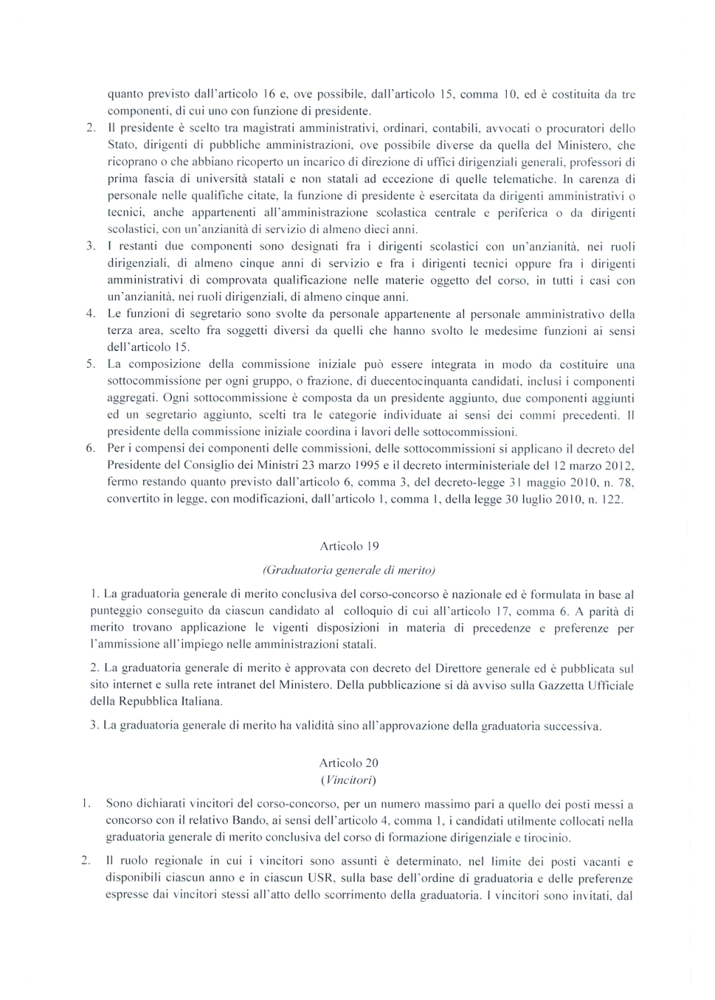 quanto previsto dall'articolo 16 e, ove possibile, dall'articolo 15, comma 10, ed è costituita da tre
componenti, di cui uno con funzione di presidente.
2. Il presidente è scelto tra magistrati amministrativi, ordinari, contabili, avvocati o procuratori dello
Stato, dirigenti di pubbliche amministrazioni, ove possibile diverse da quella del Ministero, che
ricoprano o che abbiano ricoperto un incarico di direzione di uffici dirigenziali generali, professori di
prima fascia di università statali e non statali ad eccezione di quelle telematiche. In carenza di
personale nelle qualifiche citate, la funzione di presidente è esercitata da dirigenti amministrativi o
tecnici, anche appartenenti all'amministrazione scolastica centrale e periferica o da dirigenti
scolastici, con un'anzianità di servizio di almeno dieci anni.
3. I restanti due componenti sono designati fra i dirigenti scolastici con un'anzianità, nei ruoli
dirigenziali, di almeno cinque anni di servizio e fra i dirigenti tecnici oppure fra i dirigenti
amministrativi di comprovata qualificazione nelle materie oggetto del corso, in tutti i casi con
un'anzianità, nei ruoli dirigenziali, di almeno cinque anni.
4. Le funzioni di segretario sono svolte da personale appartenente al personale amministrativo della
terza area, scelto fra soggetti diversi da quelli che hanno svolto le medesime funzioni ai sensi
dell'articolo 15.
5. La composizione della commissione iniziale può essere integrata in modo da costituire una
sottocommissione per ogni gruppo, o frazione, di duecentocinquanta candidati, inclusi i componenti
aggregati. Ogni sottocommissione è composta da un presidente aggiunto, due componenti aggiunti
ed un segretario aggiunto, scelti tra le categorie individuate ai sensi dei commi precedenti. Il
presidente della commissione iniziale coordina i lavori delle sottocommissioni.
6. Per i compensi dei componenti delle commissioni, delle sottocommissioni si applicano il decreto del
Presidente del Consiglio dei Ministri 23 marzo 1995 e il decreto interministeriale del 12 marzo 2012,
fermo restando quanto previsto dall'articolo 6, comma 3, del decreto-legge 31 maggio 2010, n. 78,
convertito in legge, con modificazioni, dall'articolo 1, comma 1, della legge 30 luglio 2010, n. 122.
Articolo 19
(Graduatoria generale di merito)
1. La graduatoria generale di merito conclusiva del corso-concorso è nazionale ed è formulata in base al
punteggio conseguito da ciascun candidato al colloquio di cui all'articolo 17, comma 6. A parità di
merito trovano applicazione le vigenti disposizioni in materia di precedenze e preferenze per
l'ammissione all'impiego nelle amministrazioni statali.
2. La graduatoria generale di merito è approvata con decreto del Direttore generale ed è pubblicata sul
sito internet e sulla rete intranet del Ministero. Della pubblicazione si dà avviso sulla Gazzetta Ufficiale
della Repubblica Italiana.
3. La graduatoria generale di merito ha validità sino all'approvazione della graduatoria successiva.
Articolo 20
(Vincitori)
1. Sono dichiarati vincitori del corso-concorso, per un numero massimo pari a quello dei posti messi a
concorso con il relativo Bando, ai sensi dell'articolo 4, comma 1, i candidati utilmente collocati nella
graduatoria generale di merito conclusiva del corso di formazione dirigenziale e tirocinio.
2. Il ruolo regionale in cui i vincitori sono assunti è determinato, nel limite dei posti vacanti e
disponibili ciascun anno e in ciascun USR, sulla base dell'ordine di graduatoria e delle preferenze
espresse dai vincitori stessi all'atto dello scorrimento della graduatoria. I vincitori sono invitati, dal